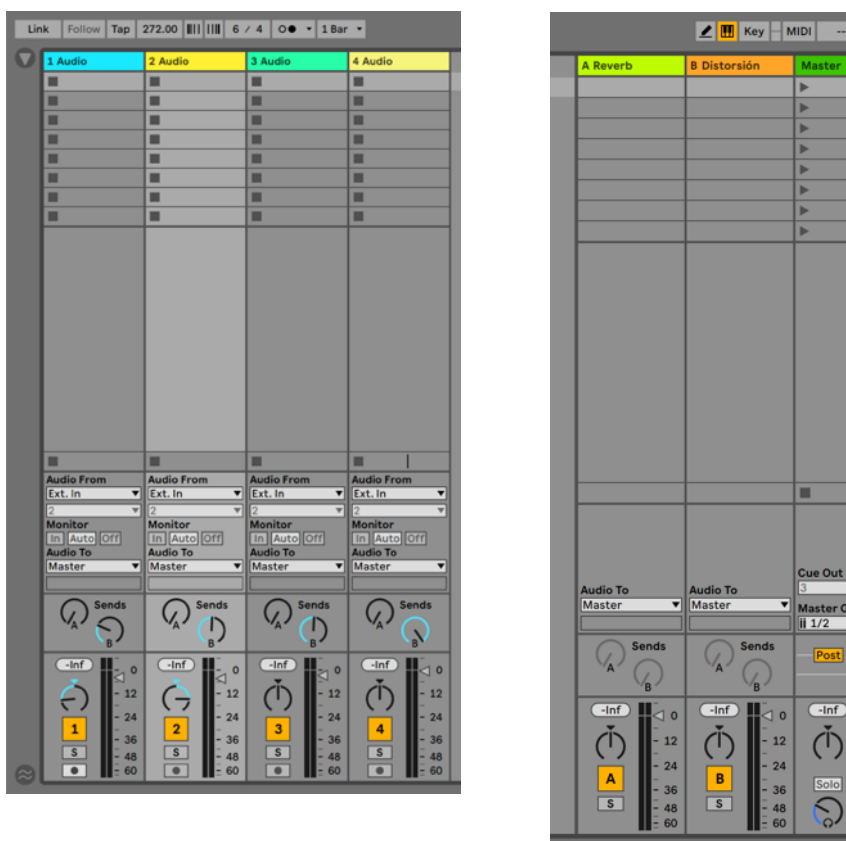 Link Follow Tap 272.00 6 / 4 1 Bar
1 Audio 2 Audio 3 Audio 4 Audio
Audio From Audio From Audio From Audio From
Ext. In Ext. In Ext. In Ext. In
2 2 2 2
Monitor Monitor Monitor Monitor
In Auto Off In Auto Off In Auto Off In Auto Off
Audio To Audio To Audio To Audio To
Master Master Master Master
Sends Sends Sends Sends
A A A A
B B B B
-Inf 0 -Inf 0 -Inf 0 -Inf 0
12 12 12 12
24 24 24 24
1 2 3 4
36 36 36 36
S S S S
48 48 48 48
60 60 60 60
Key MIDI --
A Reverb B Distorsión Master
Cue Out
Audio To Audio To 3
Master Master Master C
ii 1/2
Sends Sends
A A Post
B B
-Inf 0 -Inf 0 -Inf
12 12
24 24
A B Solo
36 36
S S
48 48
60 60